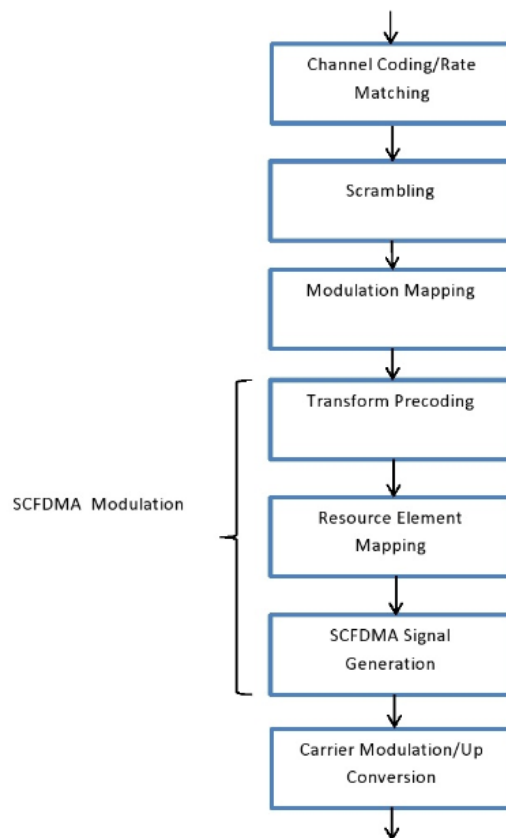 Channel Coding/Rate
Matching
Scrambling
Modulation Mapping
Transform Precoding
SCFDMA Modulation
Resource Element
Mapping
SCFDMA Signal
Generation
Carrier Modulation/Up
Conversion